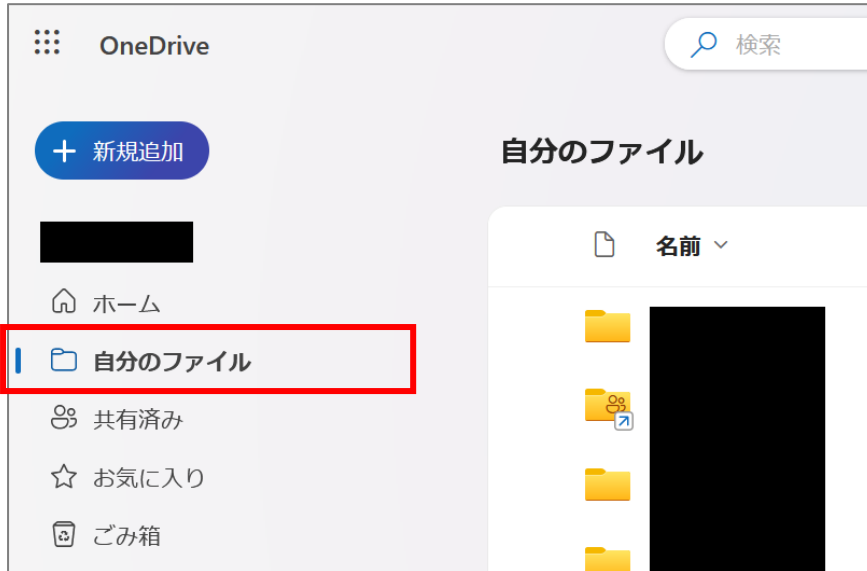 OneDrive
検索
新規追加
自分のファイル
名前
ホーム
自分のファイル
共有済み
お気に入り
ごみ箱